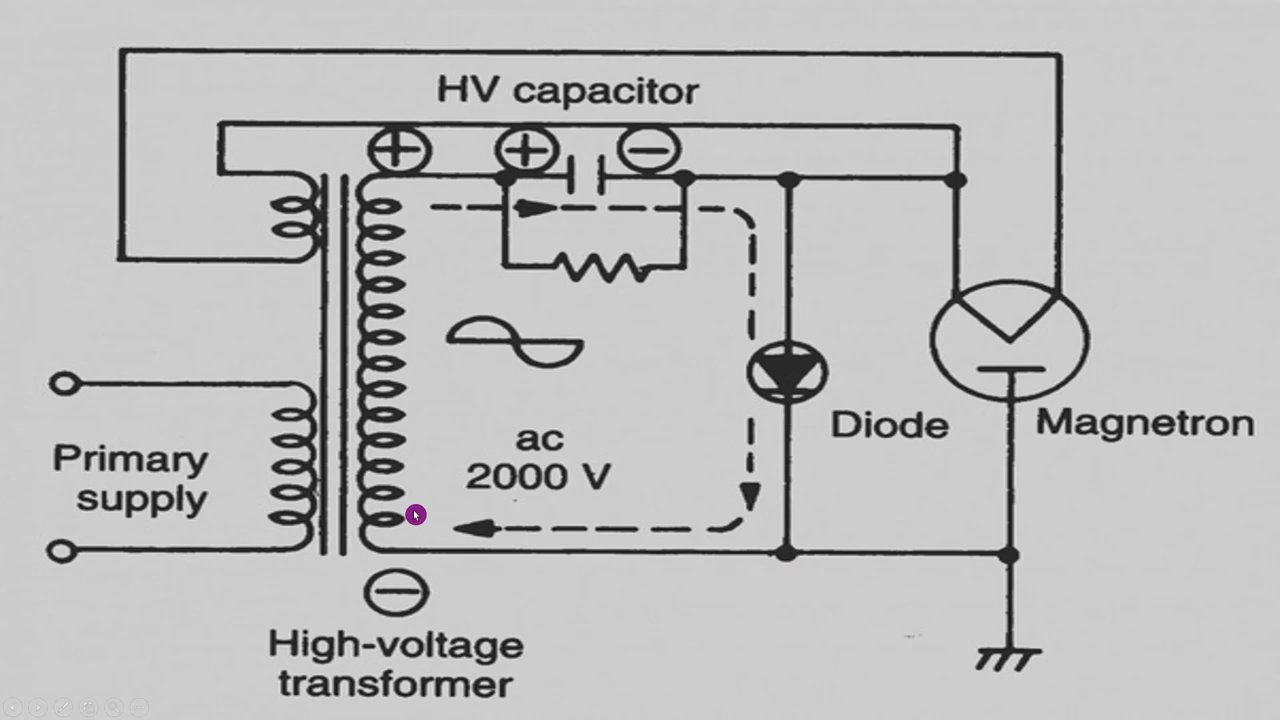 HV capacitor
ac
2000 V
Diode
Magnetron
Primary
supply
High-voltage
transformer